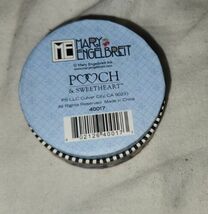 ME
MARY
ENGELBREIT
© Mary Engelbreit Ink
POOCH
& SWEETHEART
PS LLC Culver City, CA 90231
All Rights Reserved Made in China
40017